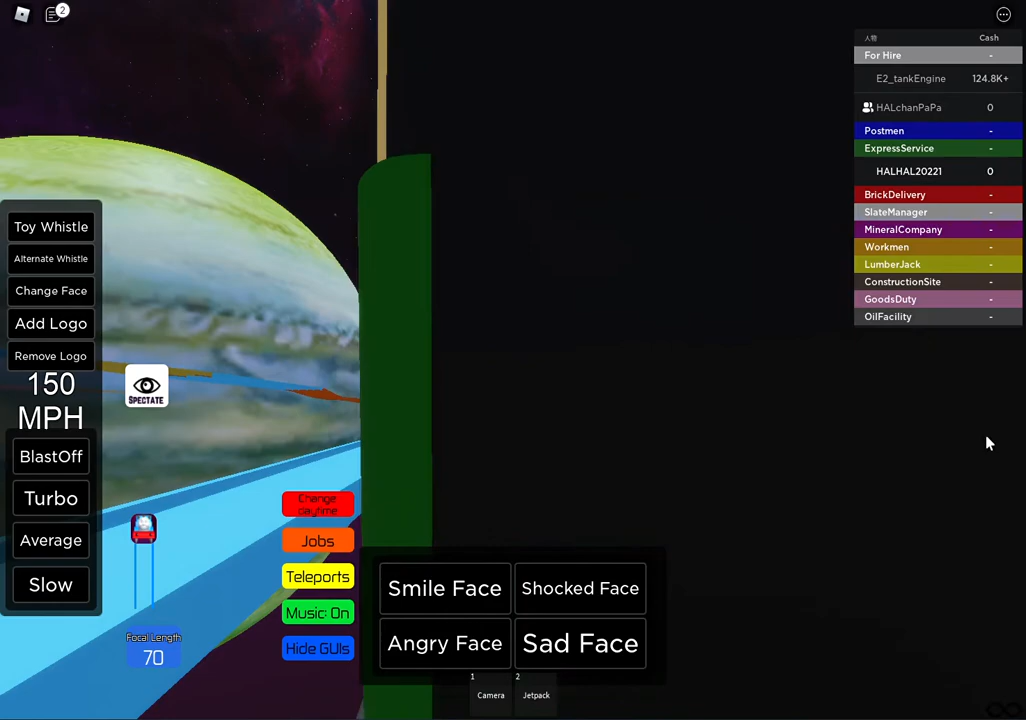 2
人物 Cash
For Hire -
E2_tankEngine 124.8K+
HALchanPaPa 0
Postmen -
ExpressService -
HALHAL20221 0
BrickDelivery -
SlateManager -
MineralCompany -
Workmen -
LumberJack -
ConstructionSite -
GoodsDuty -
OilFacility -
Toy Whistle
Alternate Whistle
Change Face
Add Logo
Remove Logo
150
MPH
BlastOff
Turbo
Average
Slow
SPECTATE
Focal Length
70
Change
daytime
Jobs
Teleports
Music: On
Hide GUIs
Smile Face
Shocked Face
Angry Face
Sad Face
1
Camera
2
Jetpack